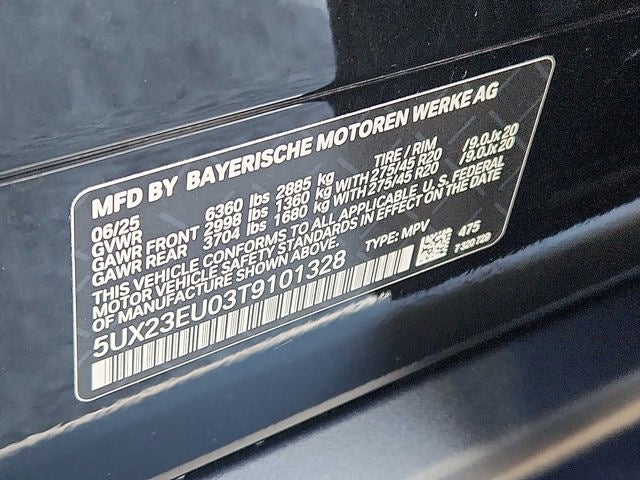 MFD BY BAYERISCHE MOTOREN WERKE AG
06/25 TIRE / RIM
GVWR 6360 lbs 2885 kg
GAWR FRONT 2998 lbs 1360 kg WITH 275/45 R20 /9.0Jx20
GAWR REAR 3704 lbs 1680 kg WITH 275/45 R20 /9.0Jx20
THIS VEHICLE CONFORMS TO ALL APPLICABLE U.S. FEDERAL
MOTOR VEHICLE SAFETY STANDARDS IN EFFECT ON THE DATE
OF MANUFACTURE SHOWN ABOVE.
TYPE: MPV
5UX23EU03T9101328
475
7320720